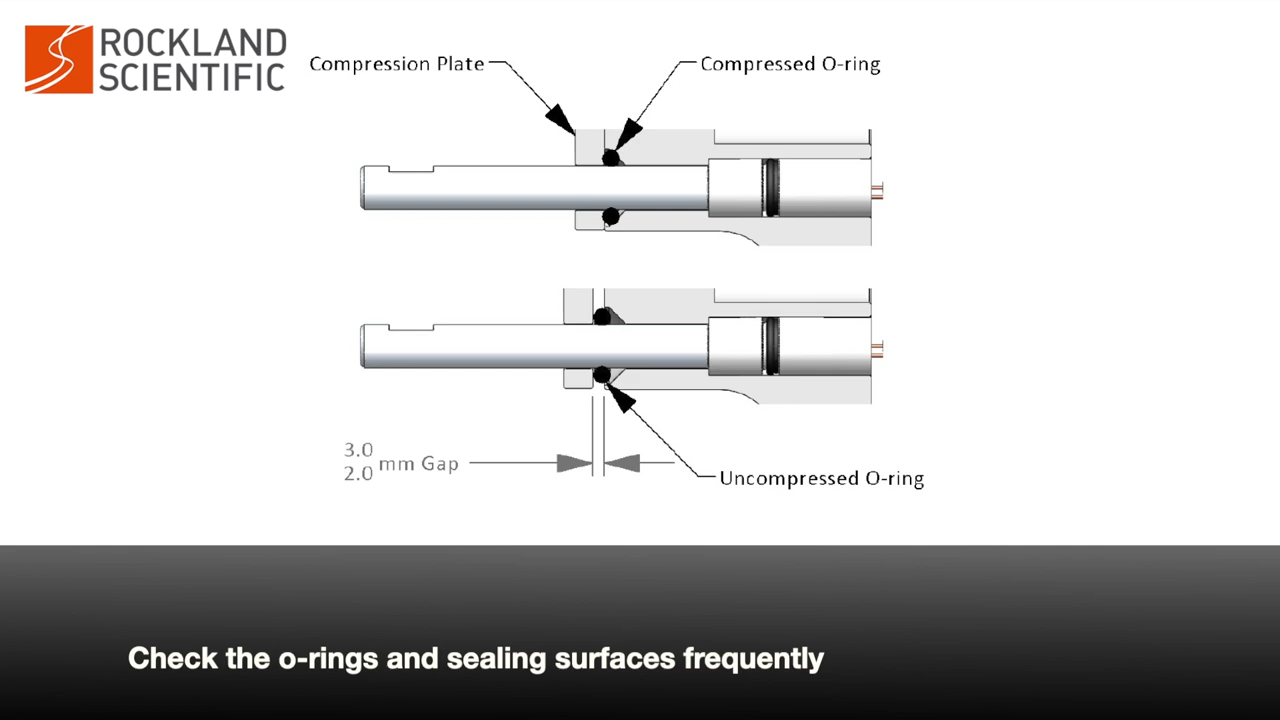 ROCKLAND
SCIENTIFIC
Compression Plate
Compressed O-ring
3.0
2.0
mm Gap
Uncompressed O-ring
Check the o-rings and sealing surfaces frequently